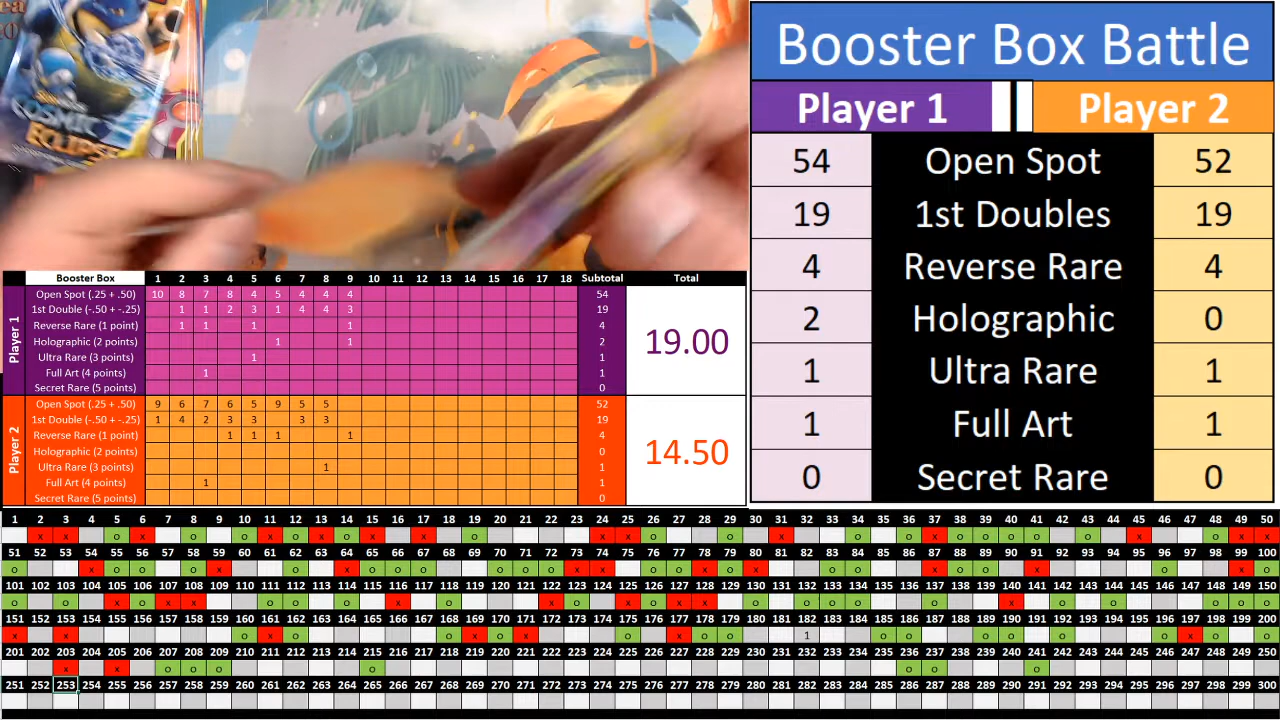 COSMIC
ECLIPSE
Booster Box Battle
Player 1 Player 2
54 Open Spot 52
19 1st Doubles 19
4 Reverse Rare 4
2 Holographic 0
1 Ultra Rare 1
1 Full Art 1
0 Secret Rare 0
Booster Box 1 2 3 4 5 6 7 8 9 10 11 12 13 14 15 16 17 18 Subtotal Total
Player 1
Open Spot (.25 + .50) 10 8 7 8 4 5 4 4 4 54
1st Double (-.50 + -.25) 1 1 2 3 1 4 4 3 19
Reverse Rare (1 point) 1 1 1 1 4
Holographic (2 points) 1 1 2
Ultra Rare (3 points) 1 1
Full Art (4 points) 1 1
Secret Rare (5 points) 0
19.00
Player 2
Open Spot (.25 + .50) 9 6 7 6 5 9 5 5 52
1st Double (-.50 + -.25) 1 4 2 3 3 3 3 19
Reverse Rare (1 point) 1 1 1 1 4
Holographic (2 points) 0
Ultra Rare (3 points) 1 1
Full Art (4 points) 1 1
Secret Rare (5 points) 0
14.50
1 2 3 4 5 6 7 8 9 10 11 12 13 14 15 16 17 18 19 20 21 22 23 24 25 26 27 28 29 30 31 32 33 34 35 36 37 38 39 40 41 42 43 44 45 46 47 48 49 50
x x o x o o x o x o x x o x x o o o x o o o x o o o o x o x x
51 52 53 54 55 56 57 58 59 60 61 62 63 64 65 66 67 68 69 70 71 72 73 74 75 76 77 78 79 80 81 82 83 84 85 86 87 88 89 90 91 92 93 94 95 96 97 98 99 100
o x o o o x o x o o o o o x x o o x o x o o x o o x o x o
101 102 103 104 105 106 107 108 109 110 111 112 113 114 115 116 117 118 119 120 121 122 123 124 125 126 127 128 129 130 131 132 133 134 135 136 137 138 139 140 141 142 143 144 145 146 147 148 149 150
o o x o x x o o o x o x o x o x x o o o o o x o o o o o
151 152 153 154 155 156 157 158 159 160 161 162 163 164 165 166 167 168 169 170 171 172 173 174 175 176 177 178 179 180 181 182 183 184 185 186 187 188 189 190 191 192 193 194 195 196 197 198 199 200
x x o x o o x o x o x o o 1 o o o o o o x o o
201 202 203 204 205 206 207 208 209 210 211 212 213 214 215 216 217 218 219 220 221 222 223 224 225 226 227 228 229 230 231 232 233 234 235 236 237 238 239 240 241 242 243 244 245 246 247 248 249 250
x x o o o o o o o
251 252 253 254 255 256 257 258 259 260 261 262 263 264 265 266 267 268 269 270 271 272 273 274 275 276 277 278 279 280 281 282 283 284 285 286 287 288 289 290 291 292 293 294 295 296 297 298 299 300